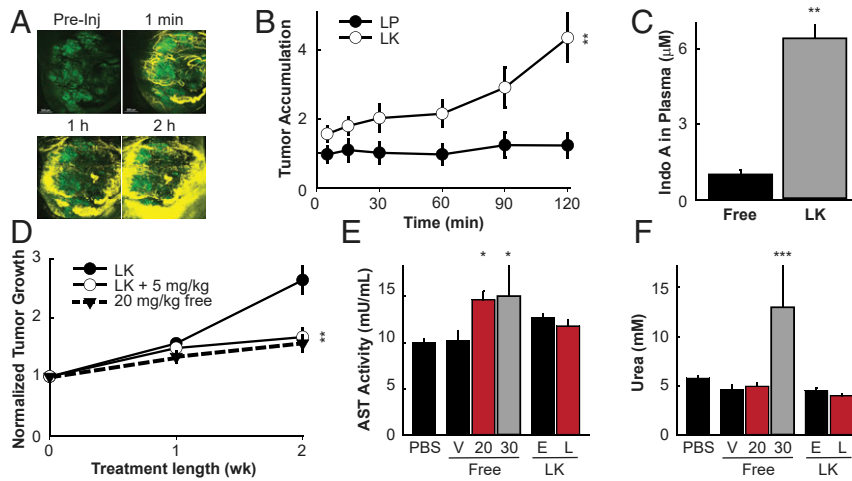 A
Pre-Inj
1 min
1 h
2 h
B
LP
LK
Tumor Accumulation
4
2
0
0
30
60
90
120
Time (min)
**
C
**
Indo A in Plasma (μM)
6
3
0
Free
LK
D
LK
LK + 5 mg/kg
20 mg/kg free
Normalized Tumor Growth
3
2
1
0
0
1
2
Treatment length (wk)
**
E
*
*
AST Activity (mU/mL)
15
10
5
0
PBS
V
20
30
E
L
Free
LK
F
***
Urea (mM)
15
10
5
0
PBS
V
20
30
E
L
Free
LK